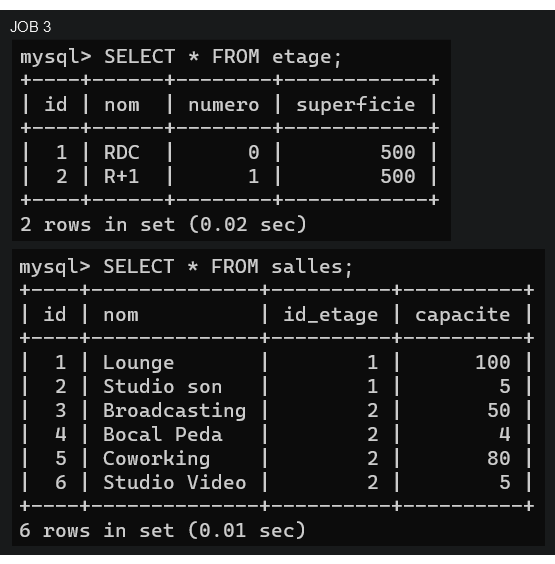 JOB 3
mysql> SELECT * FROM etage;
+----+------+--------+------------+
| id | nom  | numero | superficie |
+----+------+--------+------------+
|  1 | RDC  |      0 |        500 |
|  2 | R+1  |      1 |        500 |
+----+------+--------+------------+
2 rows in set (0.02 sec)
mysql> SELECT * FROM salles;
+----+--------------+----------+----------+
| id | nom          | id_etage | capacite |
+----+--------------+----------+----------+
|  1 | Lounge       |        1 |      100 |
|  2 | Studio son   |        1 |        5 |
|  3 | Broadcasting |        2 |       50 |
|  4 | Bocal Peda   |        2 |        4 |
|  5 | Coworking    |        2 |       80 |
|  6 | Studio Video |        2 |        5 |
+----+--------------+----------+----------+
6 rows in set (0.01 sec)